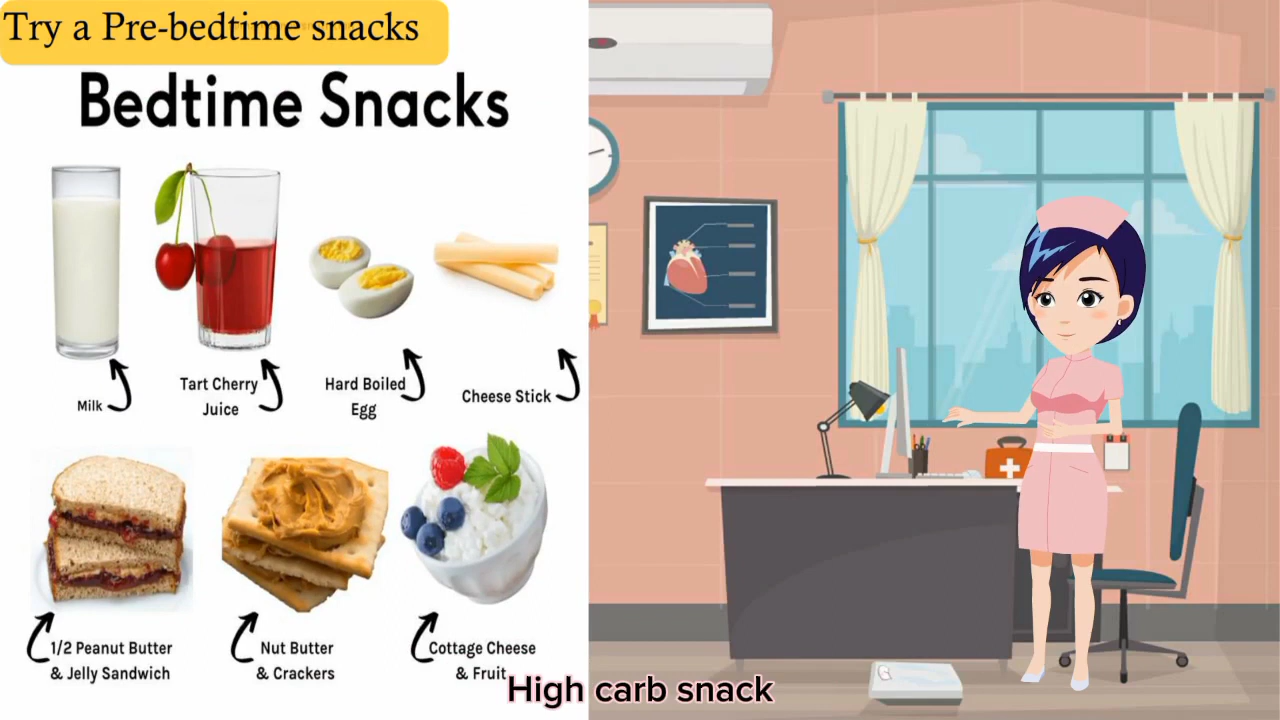 Try a Pre-bedtime snacks
Bedtime Snacks
Milk
Tart Cherry
Juice
Hard Boiled
Egg
Cheese Stick
1/2 Peanut Butter
& Jelly Sandwich
Nut Butter
& Crackers
Cottage Cheese
& Fruit
High carb snack